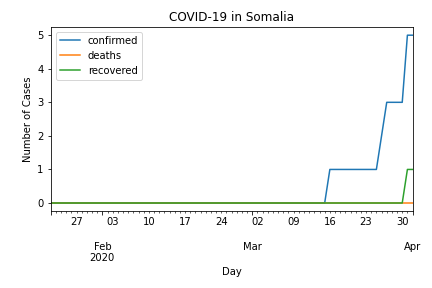 COVID-19 in Somalia
confirmed
deaths
recovered
Number of Cases
5
4
3
2
1
0
27 03 10 17 24 02 09 16 23 30
Feb Mar Apr
2020
Day